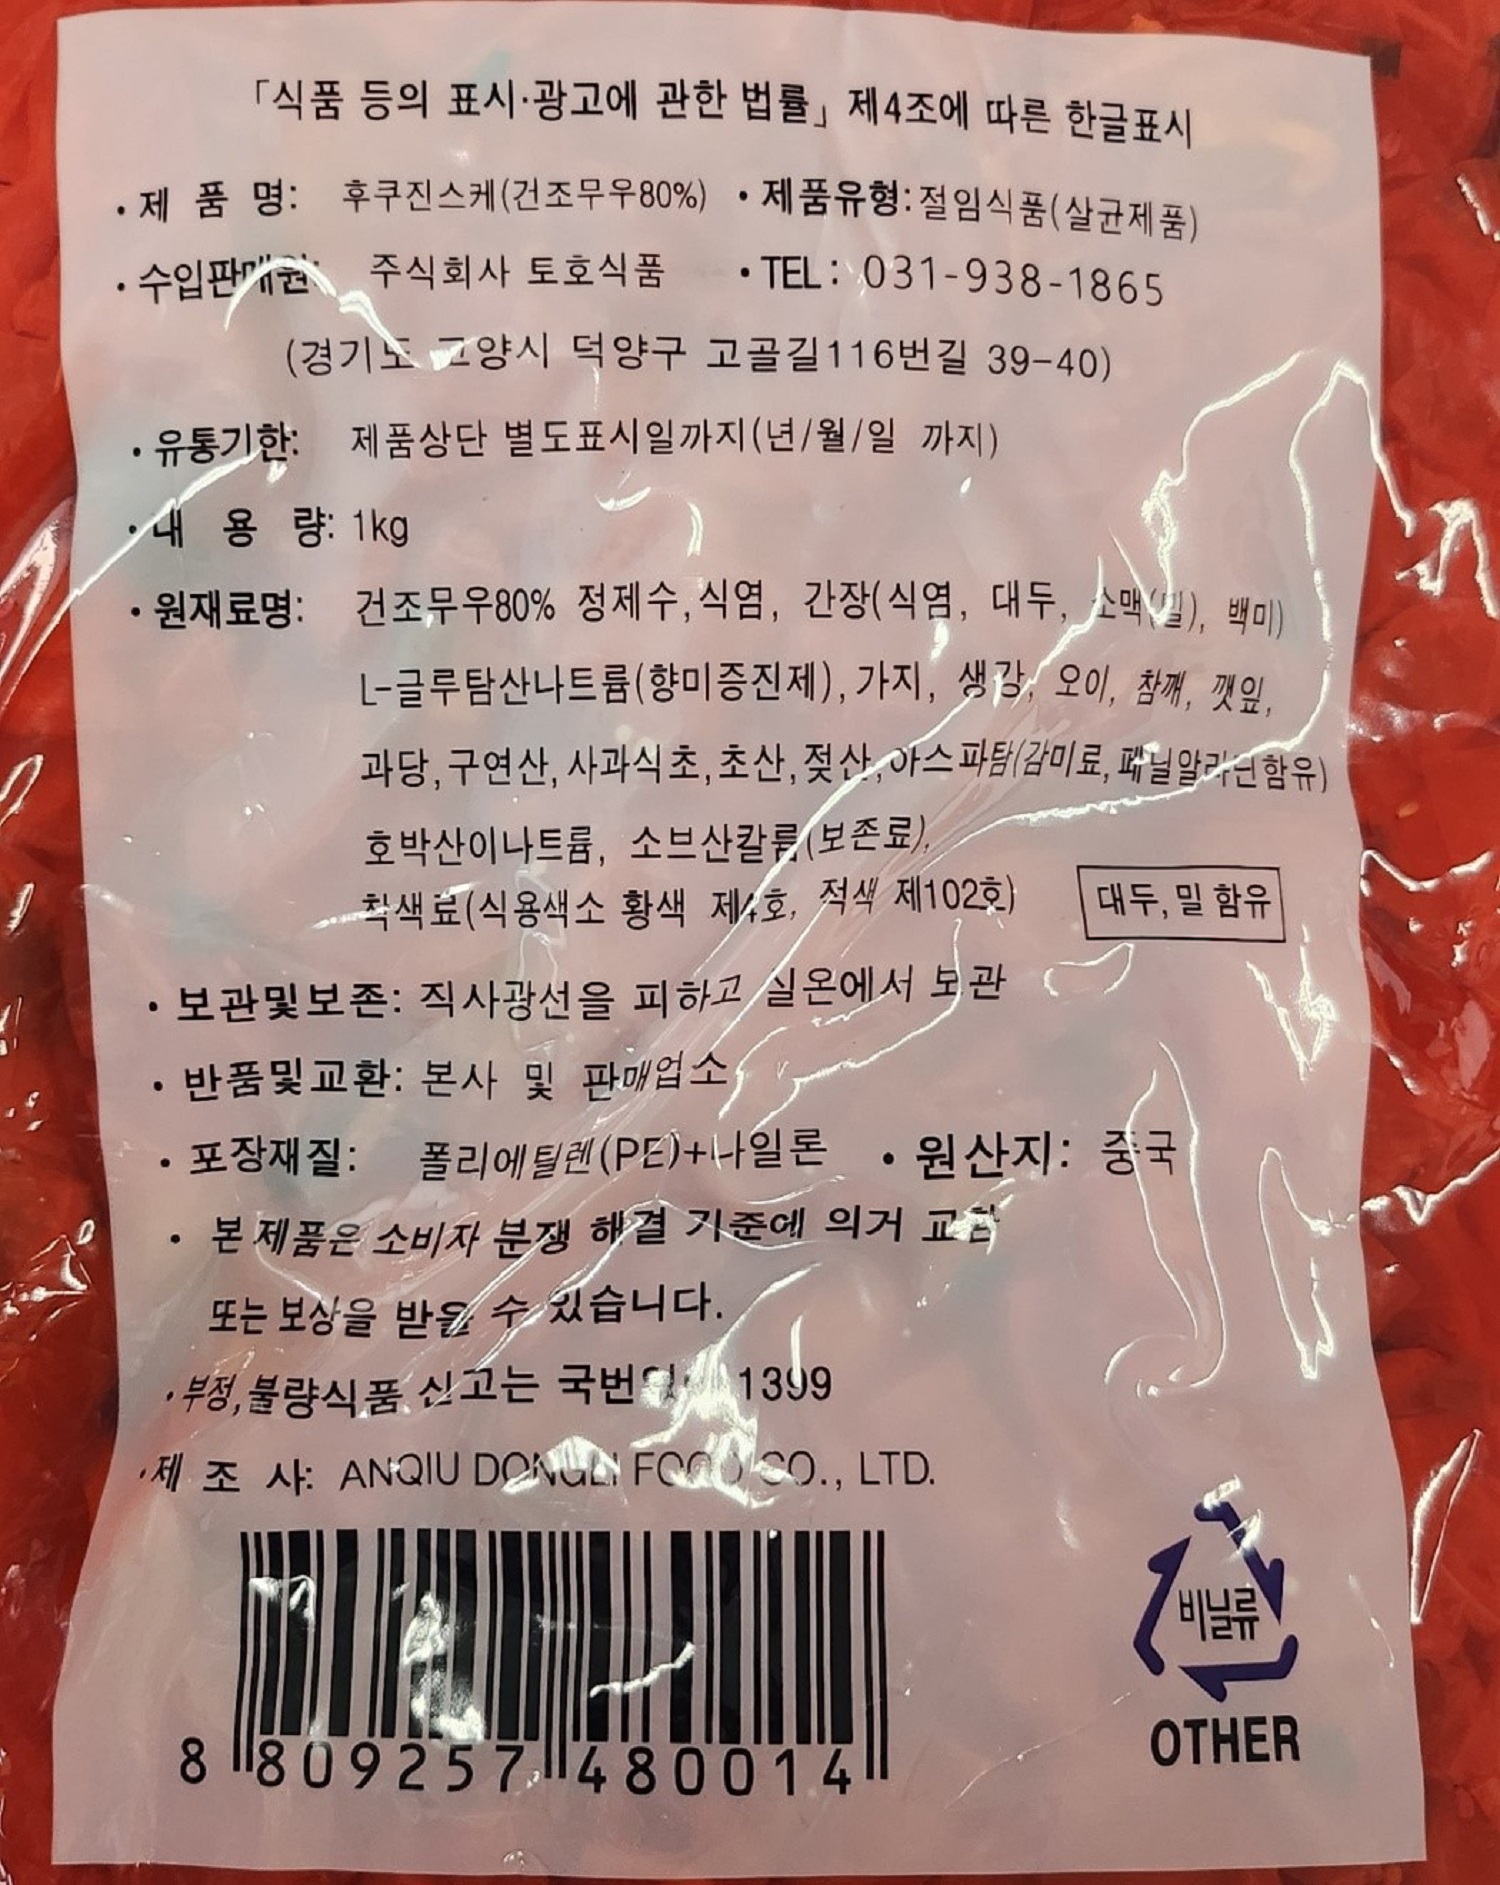 「식품 등의 표시·광고에 관한 법률」 제4조에 따른 한글표시
• 제 품 명: 후쿠진스케(건조무우80%) • 제품유형: 절임식품(살균제품)
• 수입판매원: 주식회사 토호식품 • TEL: 031-938-1865
(경기도 고양시 덕양구 고골길116번길 39-40)
• 유통기한: 제품상단 별도표시일까지(년/월/일 까지)
• 내 용 량: 1kg
• 원재료명: 건조무우80% 정제수, 식염, 간장(식염, 대두, 소맥(밀), 백미)
L-글루탐산나트륨(향미증진제), 가지, 생강, 오이, 참깨, 깻잎,
과당, 구연산, 사과식초, 초산, 젖산, 아스파탐(감미료, 페닐알라닌함유)
호박산이나트륨, 소브산칼륨(보존료),
착색료(식용색소 황색 제4호, 적색 제102호)
대두, 밀 함유
• 보관및보존: 직사광선을 피하고 실온에서 보관
• 반품및교환: 본사 및 판매업소
• 포장재질: 폴리에틸렌(PE)+나일론 • 원산지: 중국
• 본 제품은 소비자 분쟁 해결 기준에 의거 교환
또는 보상을 받을 수 있습니다.
• 부정, 불량식품 신고는 국번없이 1399
• 제 조 사: ANQIU DONGLI FOOD CO., LTD.
비닐류
OTHER
8 809257 480014